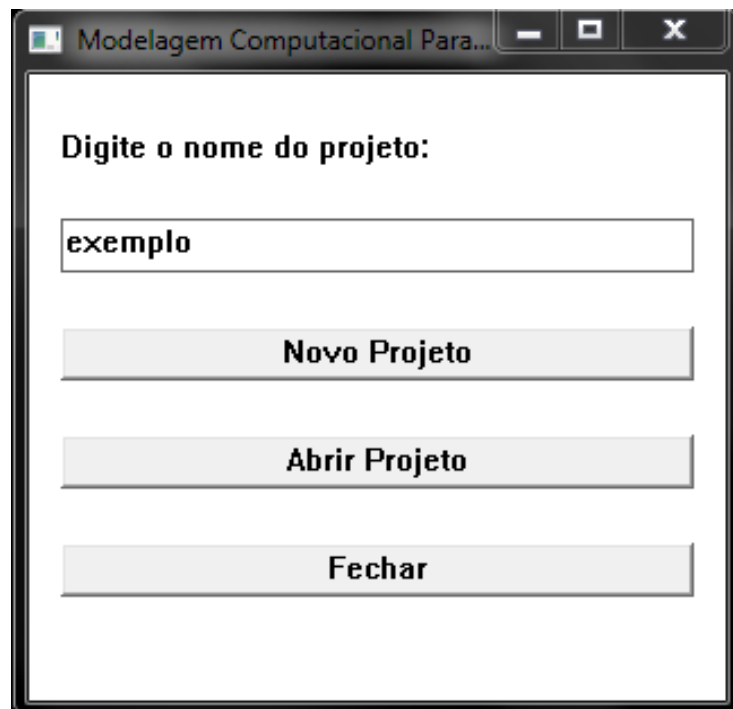 Modelagem Computacional Para...
Digite o nome do projeto:
exemplo
Novo Projeto
Abrir Projeto
Fechar